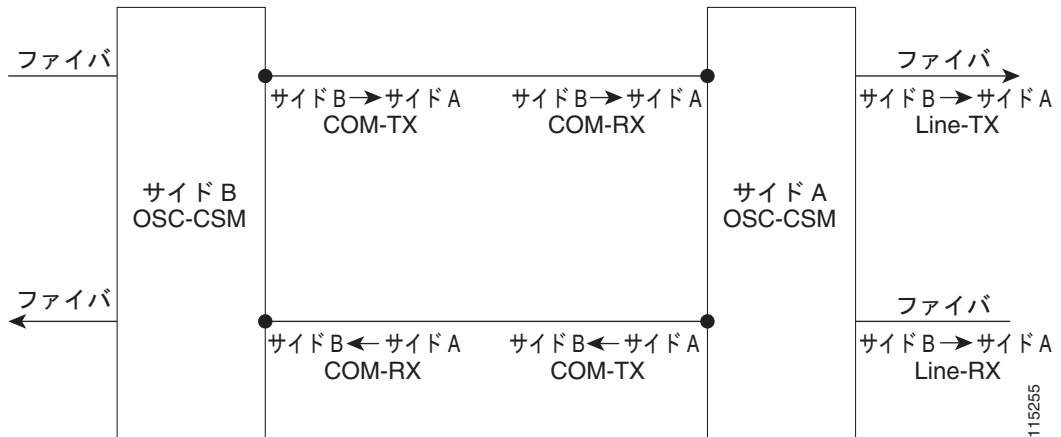 ファイバ
ファイバ
サイド B→サイド A
COM-TX
サイド B→サイド A
COM-RX
サイド B→サイド A
Line-TX
サイド B
OSC-CSM
サイド A
OSC-CSM
ファイバ
ファイバ
サイド B←サイド A
COM-RX
サイド B←サイド A
COM-TX
サイド B→サイド A
Line-RX
115255